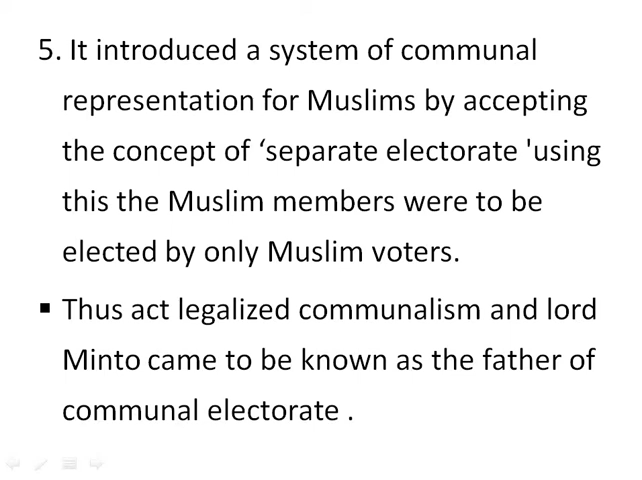 5. It introduced a system of communal
representation for Muslims by accepting
the concept of ‘separate electorate 'using
this the Muslim members were to be
elected by only Muslim voters.
▪ Thus act legalized communalism and lord
Minto came to be known as the father of
communal electorate .